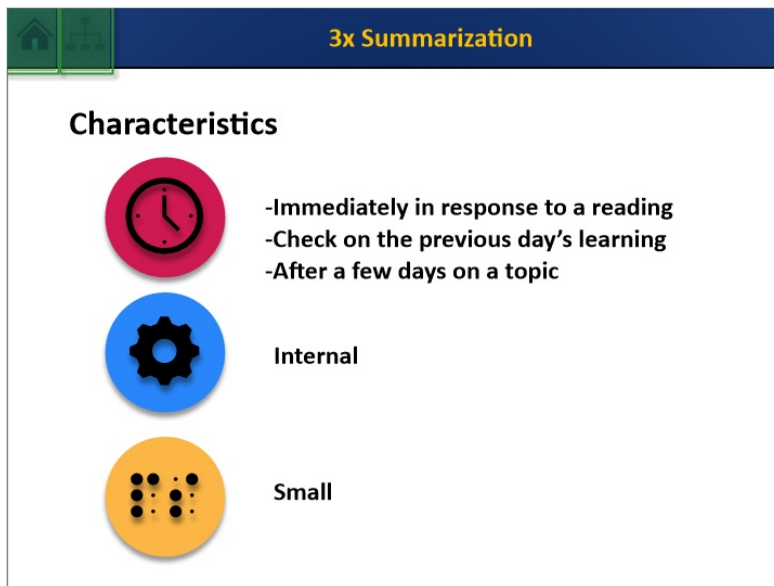 3x Summarization
Characteristics
-Immediately in response to a reading
-Check on the previous day's learning
-After a few days on a topic
Internal
Small